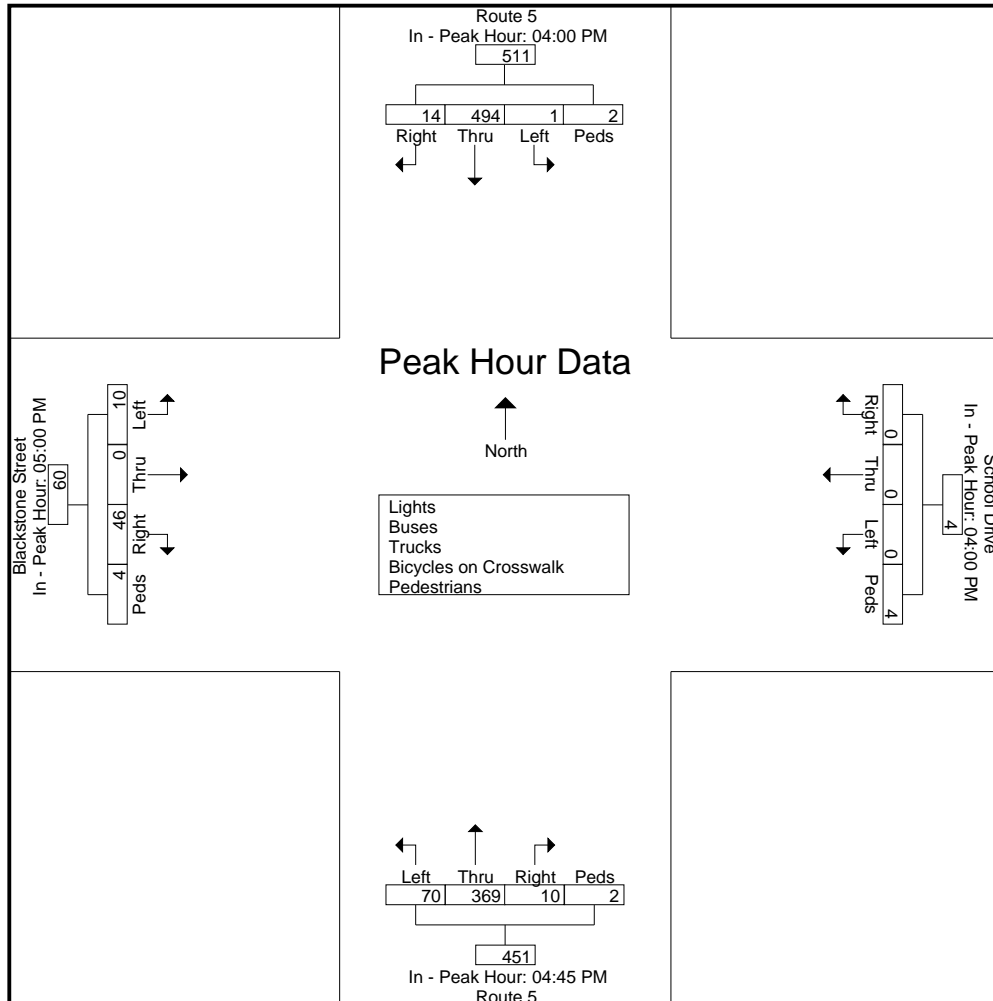 Route 5
In - Peak Hour: 04:00 PM
511
14 494 1 2
Right Thru Left Peds
Peak Hour Data
North
Lights
Buses
Trucks
Bicycles on Crosswalk
Pedestrians
Blackstone Street
In - Peak Hour: 05:00 PM
60
10 0 46 4
Left Thru Right Peds
School Drive
In - Peak Hour: 04:00 PM
4
0 0 0 4
Right Thru Left Peds
Left Thru Right Peds
70 369 10 2
451
In - Peak Hour: 04:45 PM
Route 5